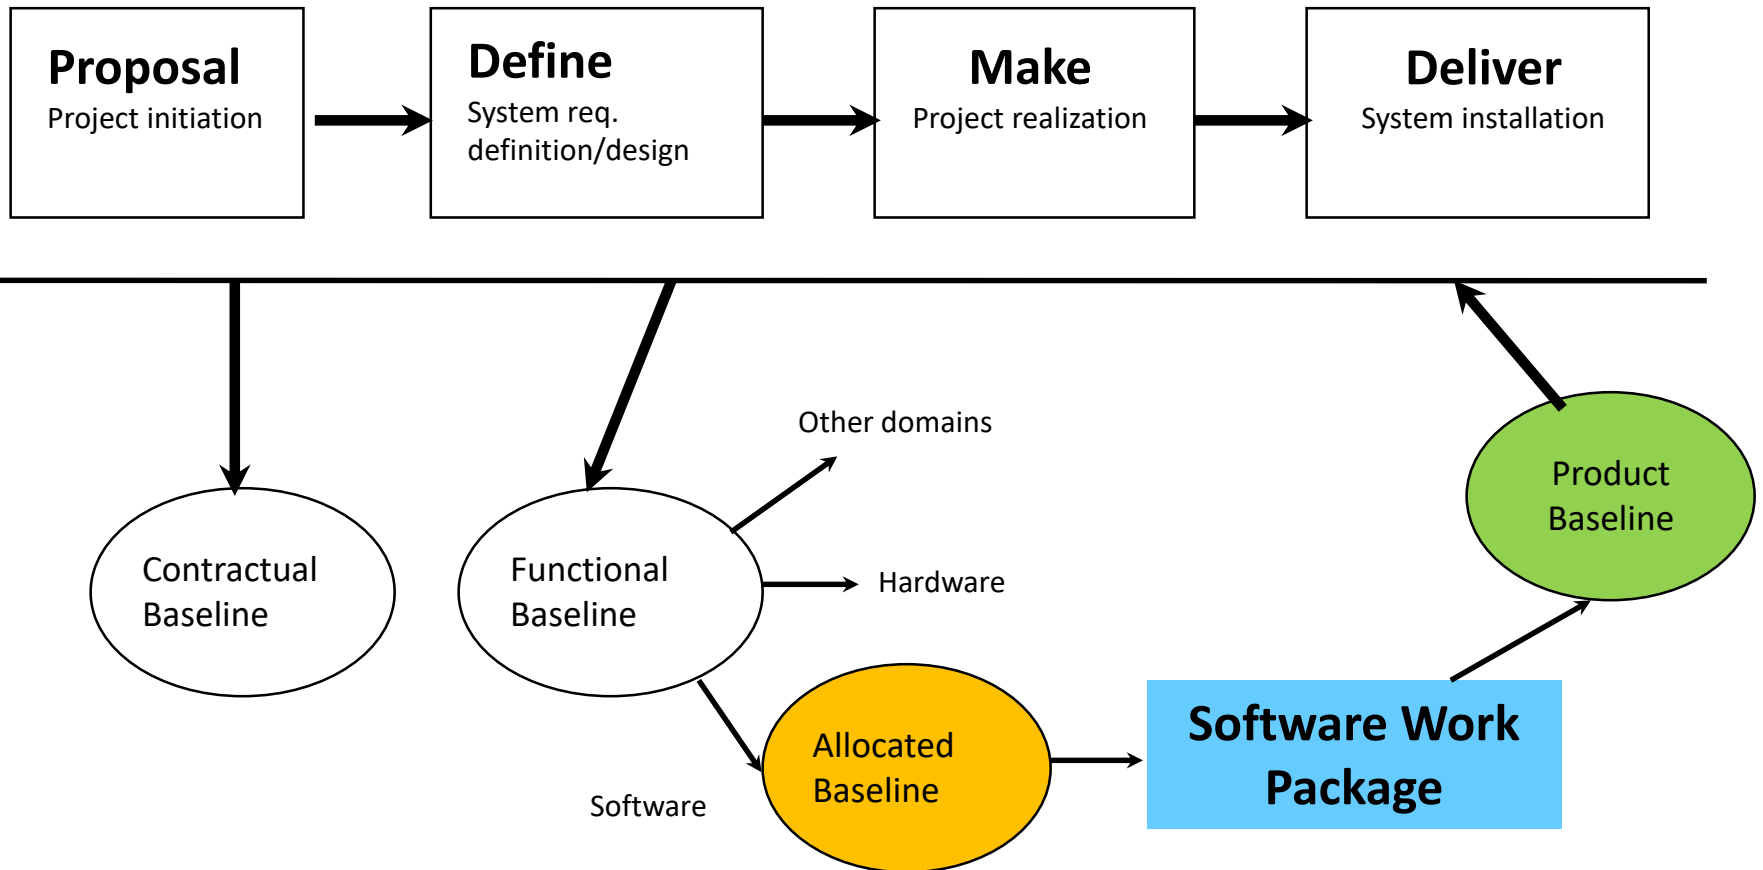 Proposal
Project initiation
Define
System req.
definition/design
Make
Project realization
Deliver
System installation
Other domains
Product
Baseline
Contractual
Baseline
Functional
Baseline
Hardware
Software Work
Package
Allocated
Baseline
Software